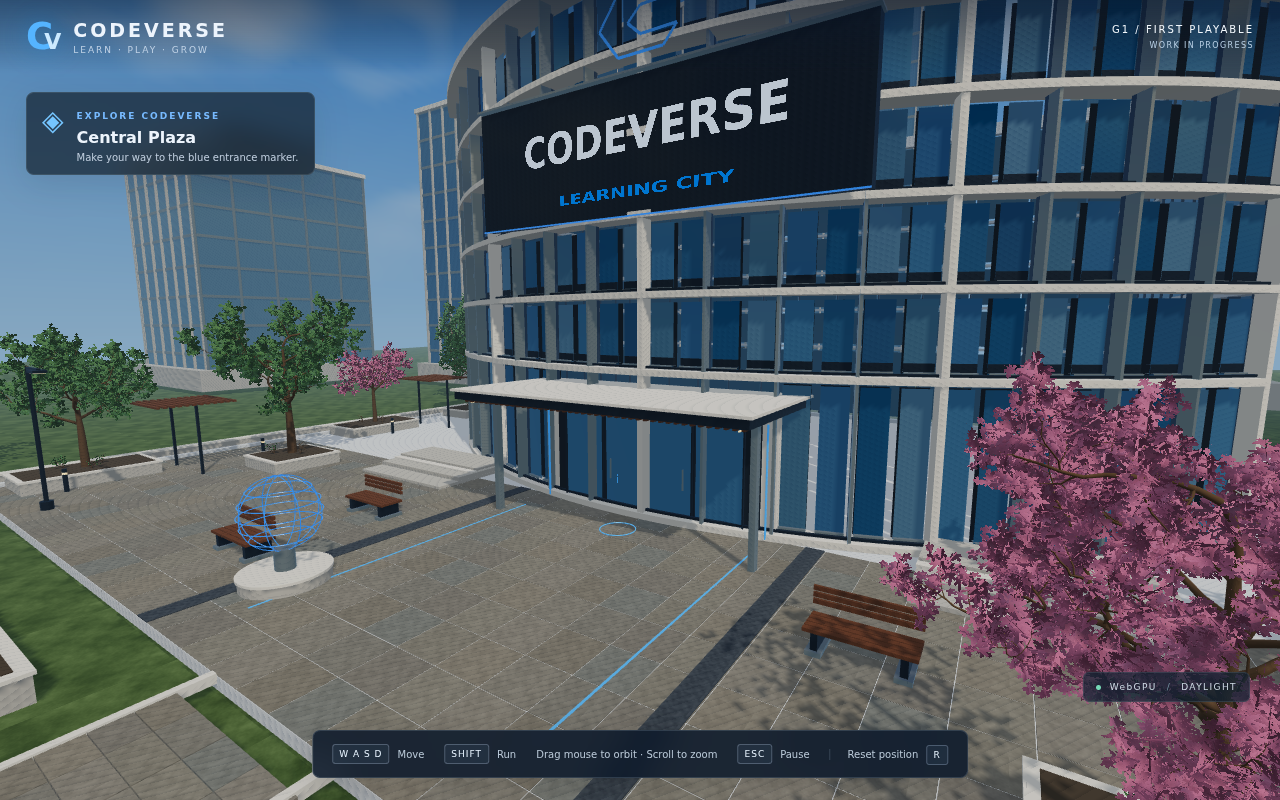 Cv CODEVERSE
LEARN · PLAY · GROW
G1 / FIRST PLAYABLE
WORK IN PROGRESS
EXPLORE CODEVERSE
Central Plaza
Make your way to the blue entrance marker.
CODEVERSE
LEARNING CITY
WebGPU / DAYLIGHT
W A S D Move SHIFT Run Drag mouse to orbit · Scroll to zoom ESC Pause Reset position R